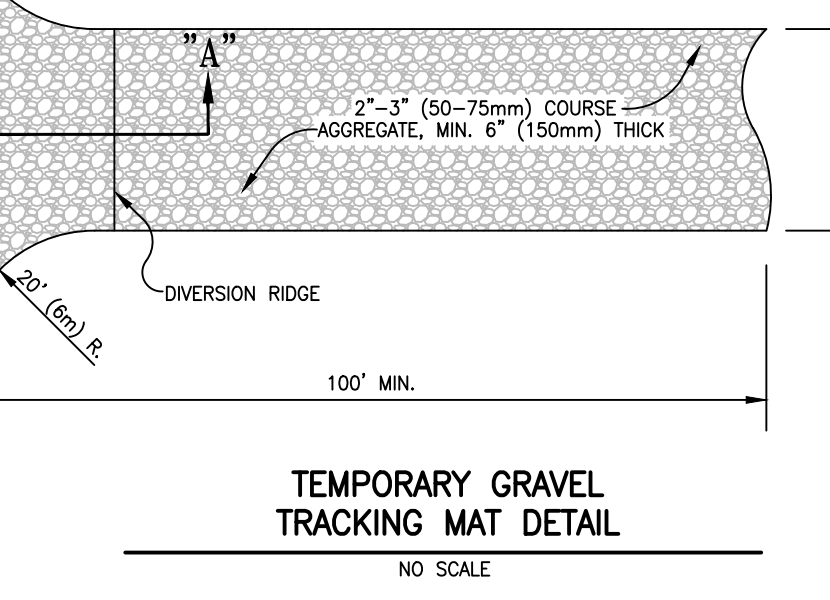 "A"
2"-3" (50-75mm) COURSE
AGGREGATE, MIN. 6" (150mm) THICK
DIVERSION RIDGE
20' (6m) R.
100' MIN.
TEMPORARY GRAVEL
TRACKING MAT DETAIL
NO SCALE